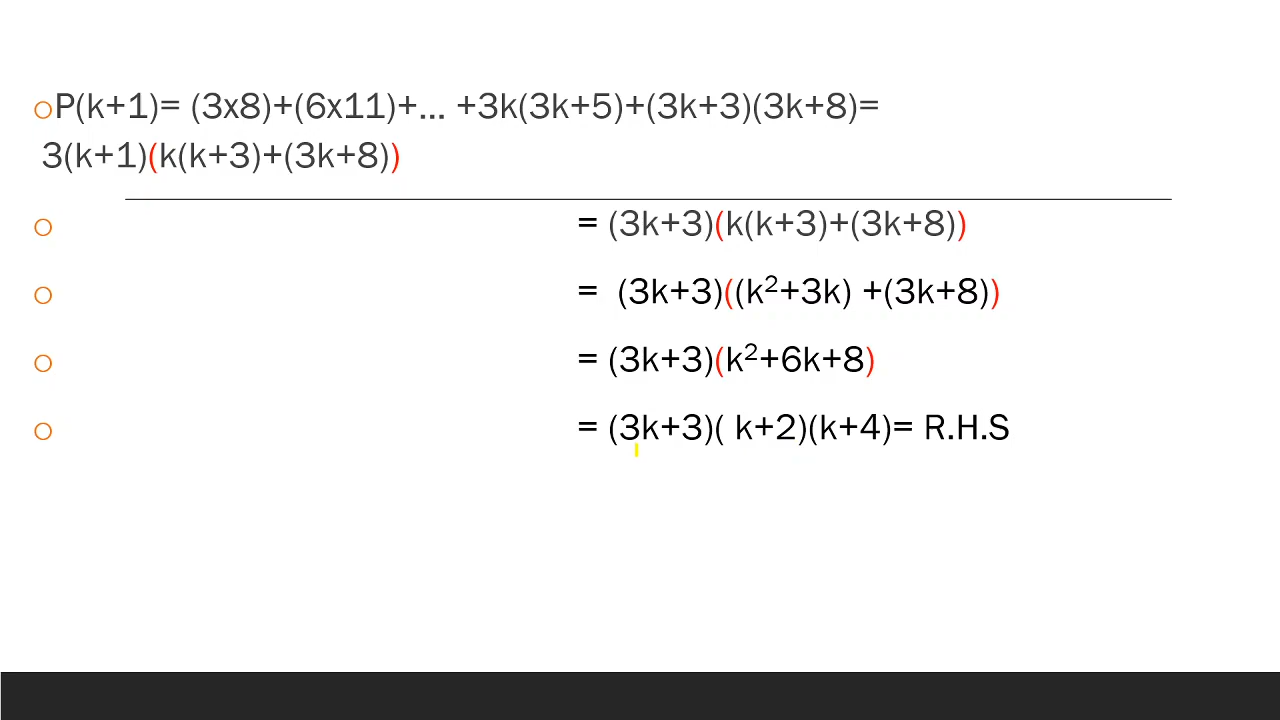 P(k+1)= (3x8)+(6x11)+... +3k(3k+5)+(3k+3)(3k+8)=
3(k+1)(k(k+3)+(3k+8))
= (3k+3)(k(k+3)+(3k+8))
= (3k+3)((k²+3k) +(3k+8))
= (3k+3)(k²+6k+8)
= (3k+3)( k+2)(k+4)= R.H.S